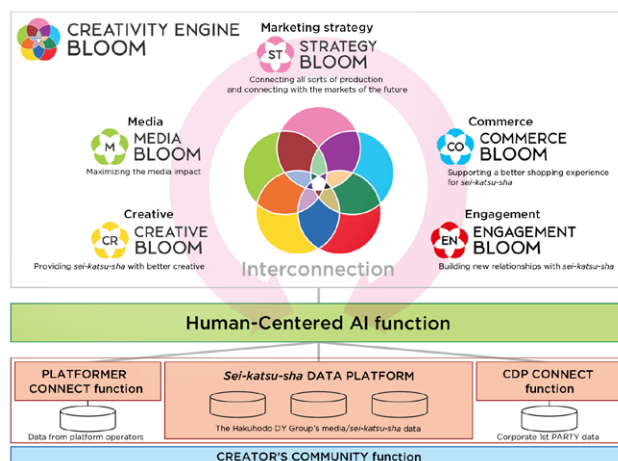 CREATIVITY ENGINE
BLOOM
Marketing strategy
ST
STRATEGY
BLOOM
Connecting all sorts of production
and connecting with the markets of the future
Media
M
MEDIA
BLOOM
Maximizing the media impact
Commerce
CO
COMMERCE
BLOOM
Supporting a better shopping experience
for sei-katsu-sha
Creative
CR
CREATIVE
BLOOM
Providing sei-katsu-sha with better creative
Engagement
EN
ENGAGEMENT
BLOOM
Building new relationships with sei-katsu-sha
Interconnection
Human-Centered AI function
PLATFORMER
CONNECT function
Data from platform operators
Sei-katsu-sha DATA PLATFORM
The Hakuhodo DY Group's media/sei-katsu-sha data
CDP CONNECT
function
Corporate 1st PARTY data
CREATOR'S COMMUNITY function